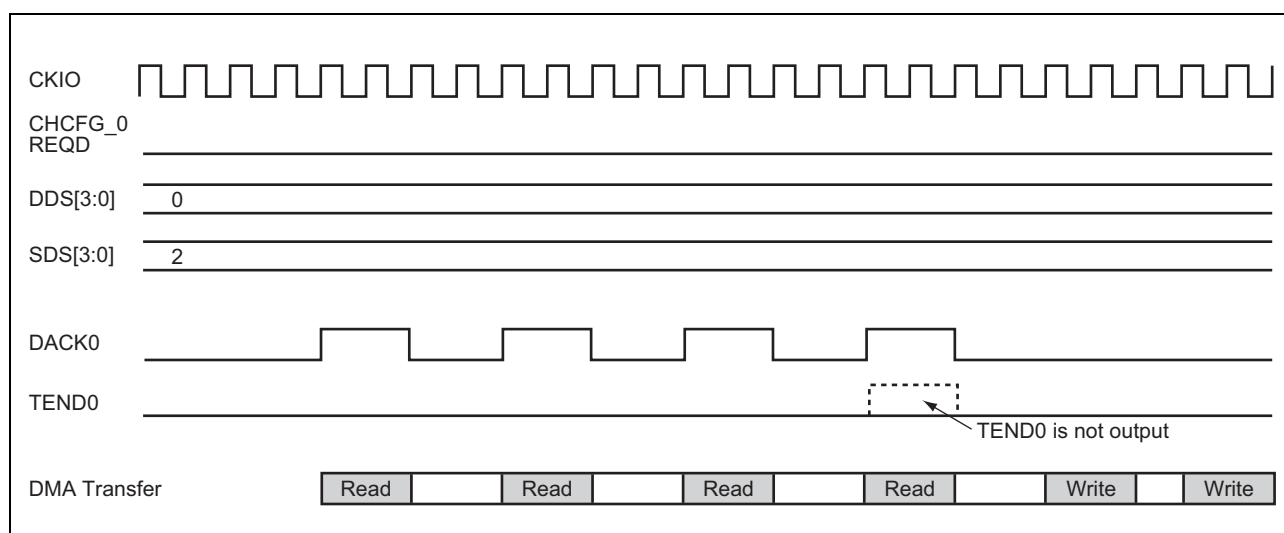 CKIO
CHCFG_0
REQD
DDS[3:0] 0
SDS[3:0] 2
DACK0
TEND0
TEND0 is not output
DMA Transfer Read Read Read Read Write Write